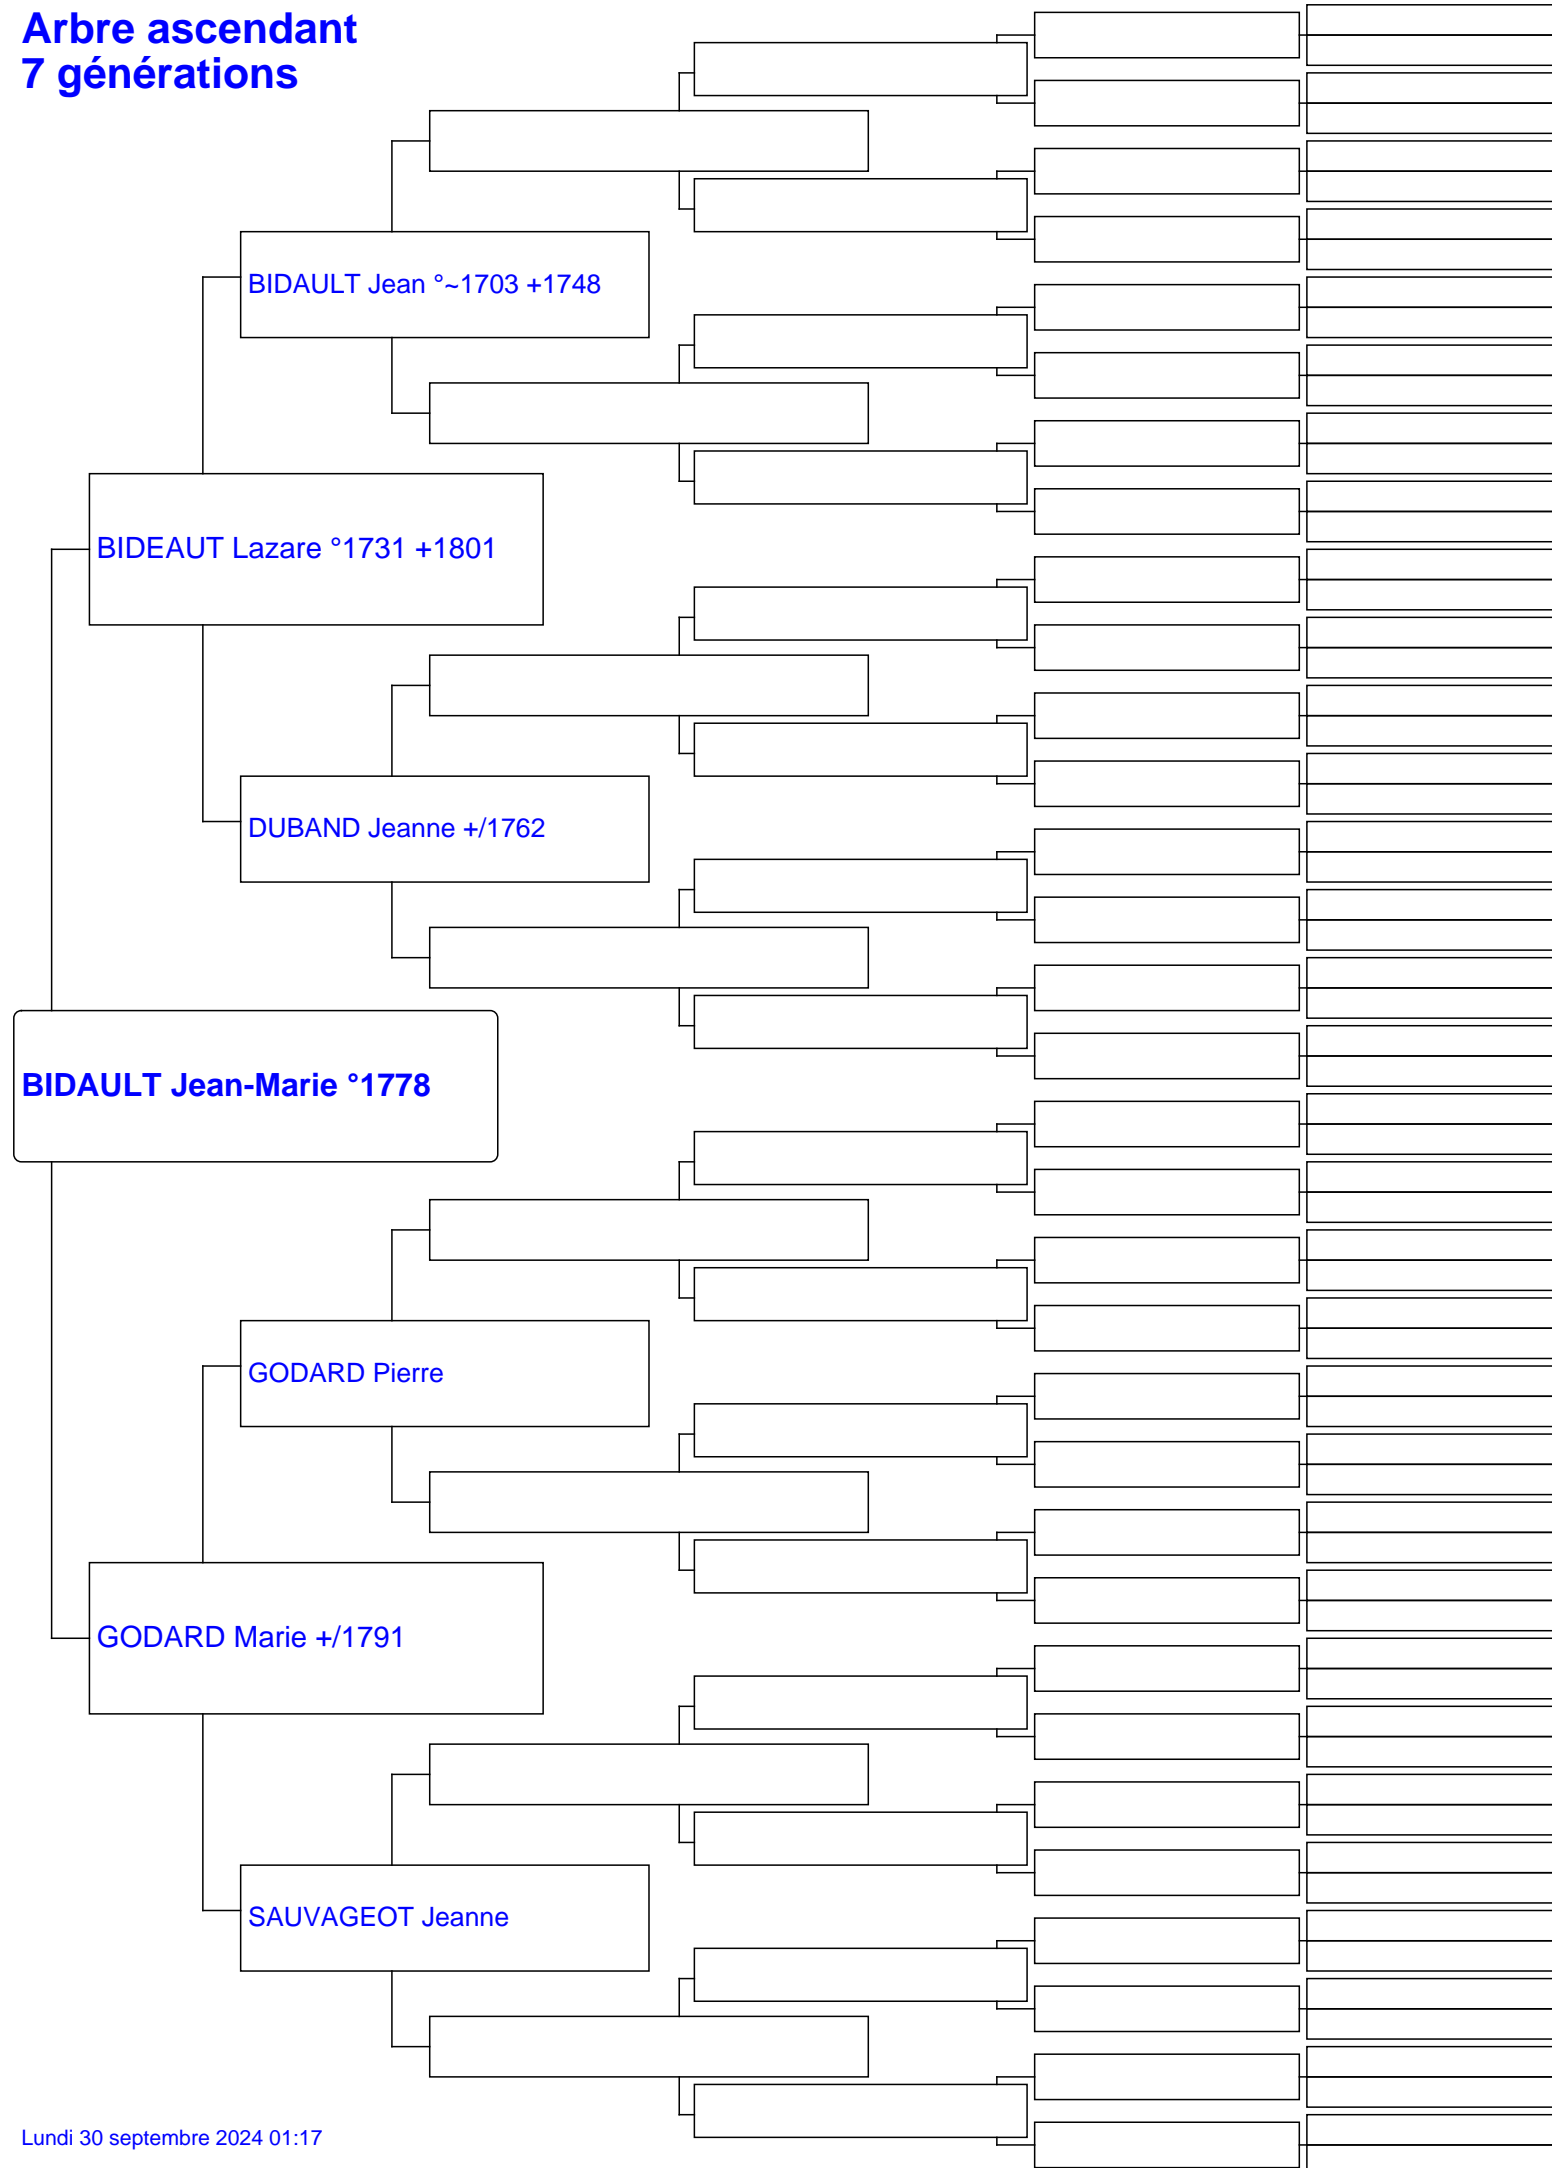 Arbre ascendant
7 générations
BIDAULT Jean °~1703 +1748
BIDEAUT Lazare °1731 +1801
DUBAND Jeanne +/1762
BIDAULT Jean-Marie °1778
GODARD Pierre
GODARD Marie +/1791
SAUVAGEOT Jeanne
Lundi 30 septembre 2024 01:17